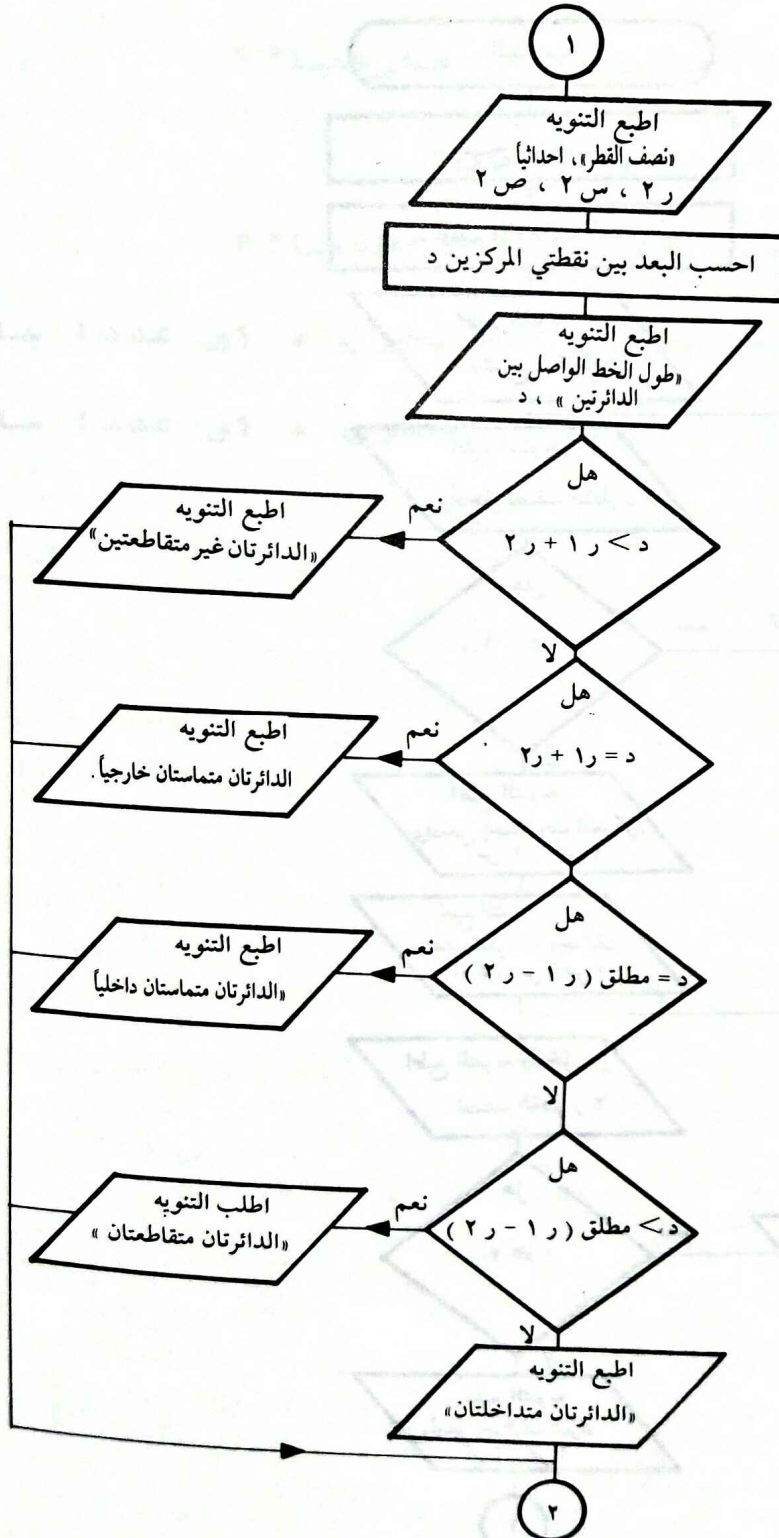 ١
اطبع التنويه
«نصف القطر»، احداثياً
ر ٢ ، س ٢ ، ص ٢
احسب البعد بين نقطتي المركزين د
اطبع التنويه
«طول الخط الواصل بين
الدائرتين » ، د
هل
د > ر ١ + ر ٢
نعم
اطبع التنويه
«الدائرتان غير متقاطعتين»
لا
هل
د = ر١ + ر٢
نعم
اطبع التنويه
الدائرتان متماستان خارجياً.
هل
د = مطلق ( ر ١ - ر ٢ )
نعم
اطبع التنويه
«الدائرتان متماستان داخلياً
لا
هل
د > مطلق ( ر ١ - ر ٢ )
نعم
اطلب التنويه
«الدائرتان متقاطعتان »
لا
اطبع التنويه
«الدائرتان متداخلتان»
٢